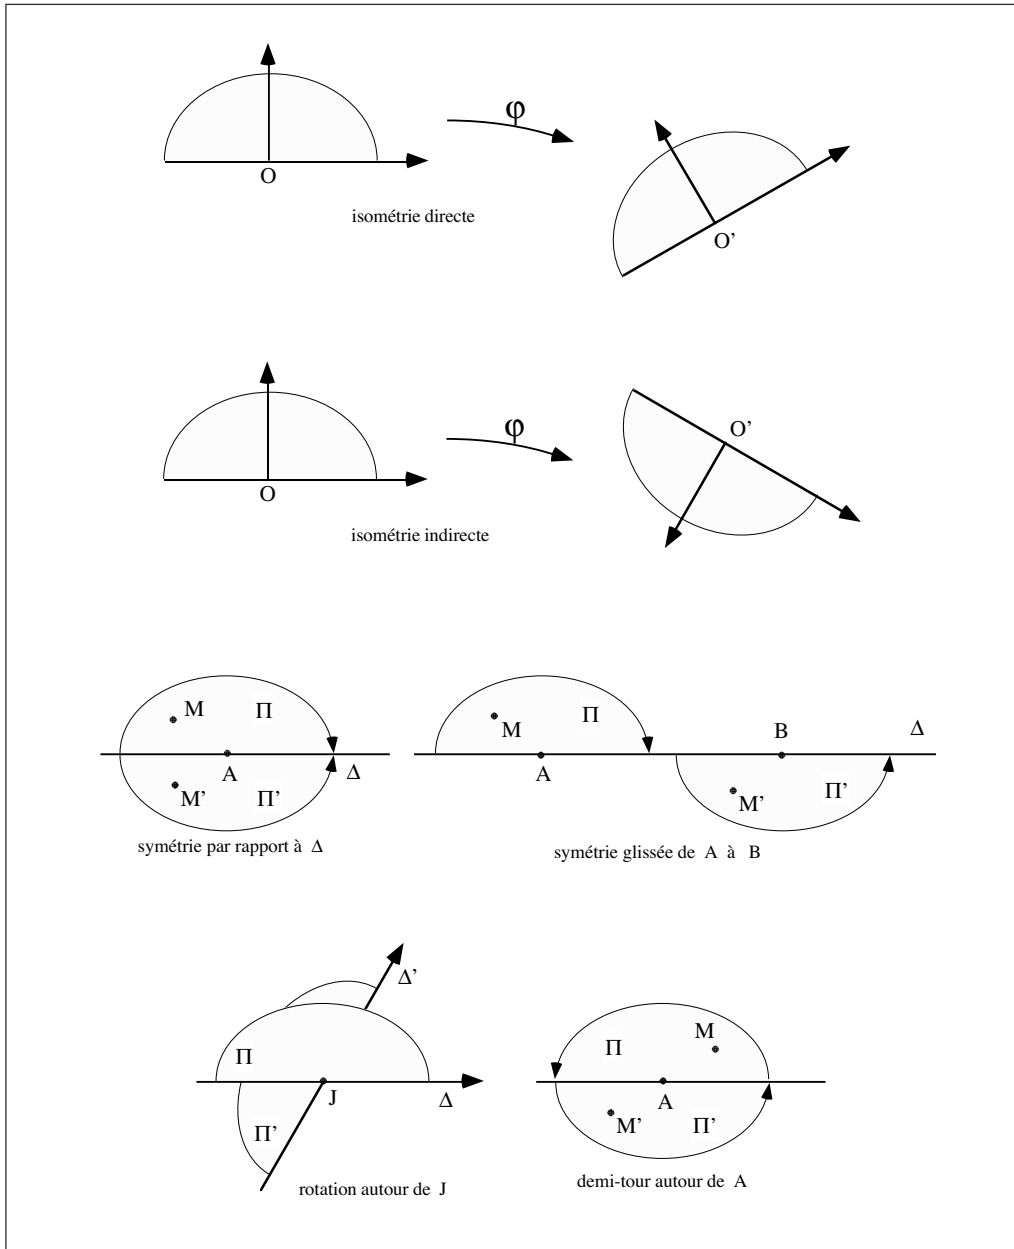 φ
O
isométrie directe
O'
φ
O'
O
isométrie indirecte
M Π
A Δ
M' Π'
symétrie par rapport à Δ
M Π B Δ
A
M' Π'
symétrie glissée de A à B
Δ'
Π
J Δ
Π'
rotation autour de J
M
Π
A
M' Π'
demi-tour autour de A